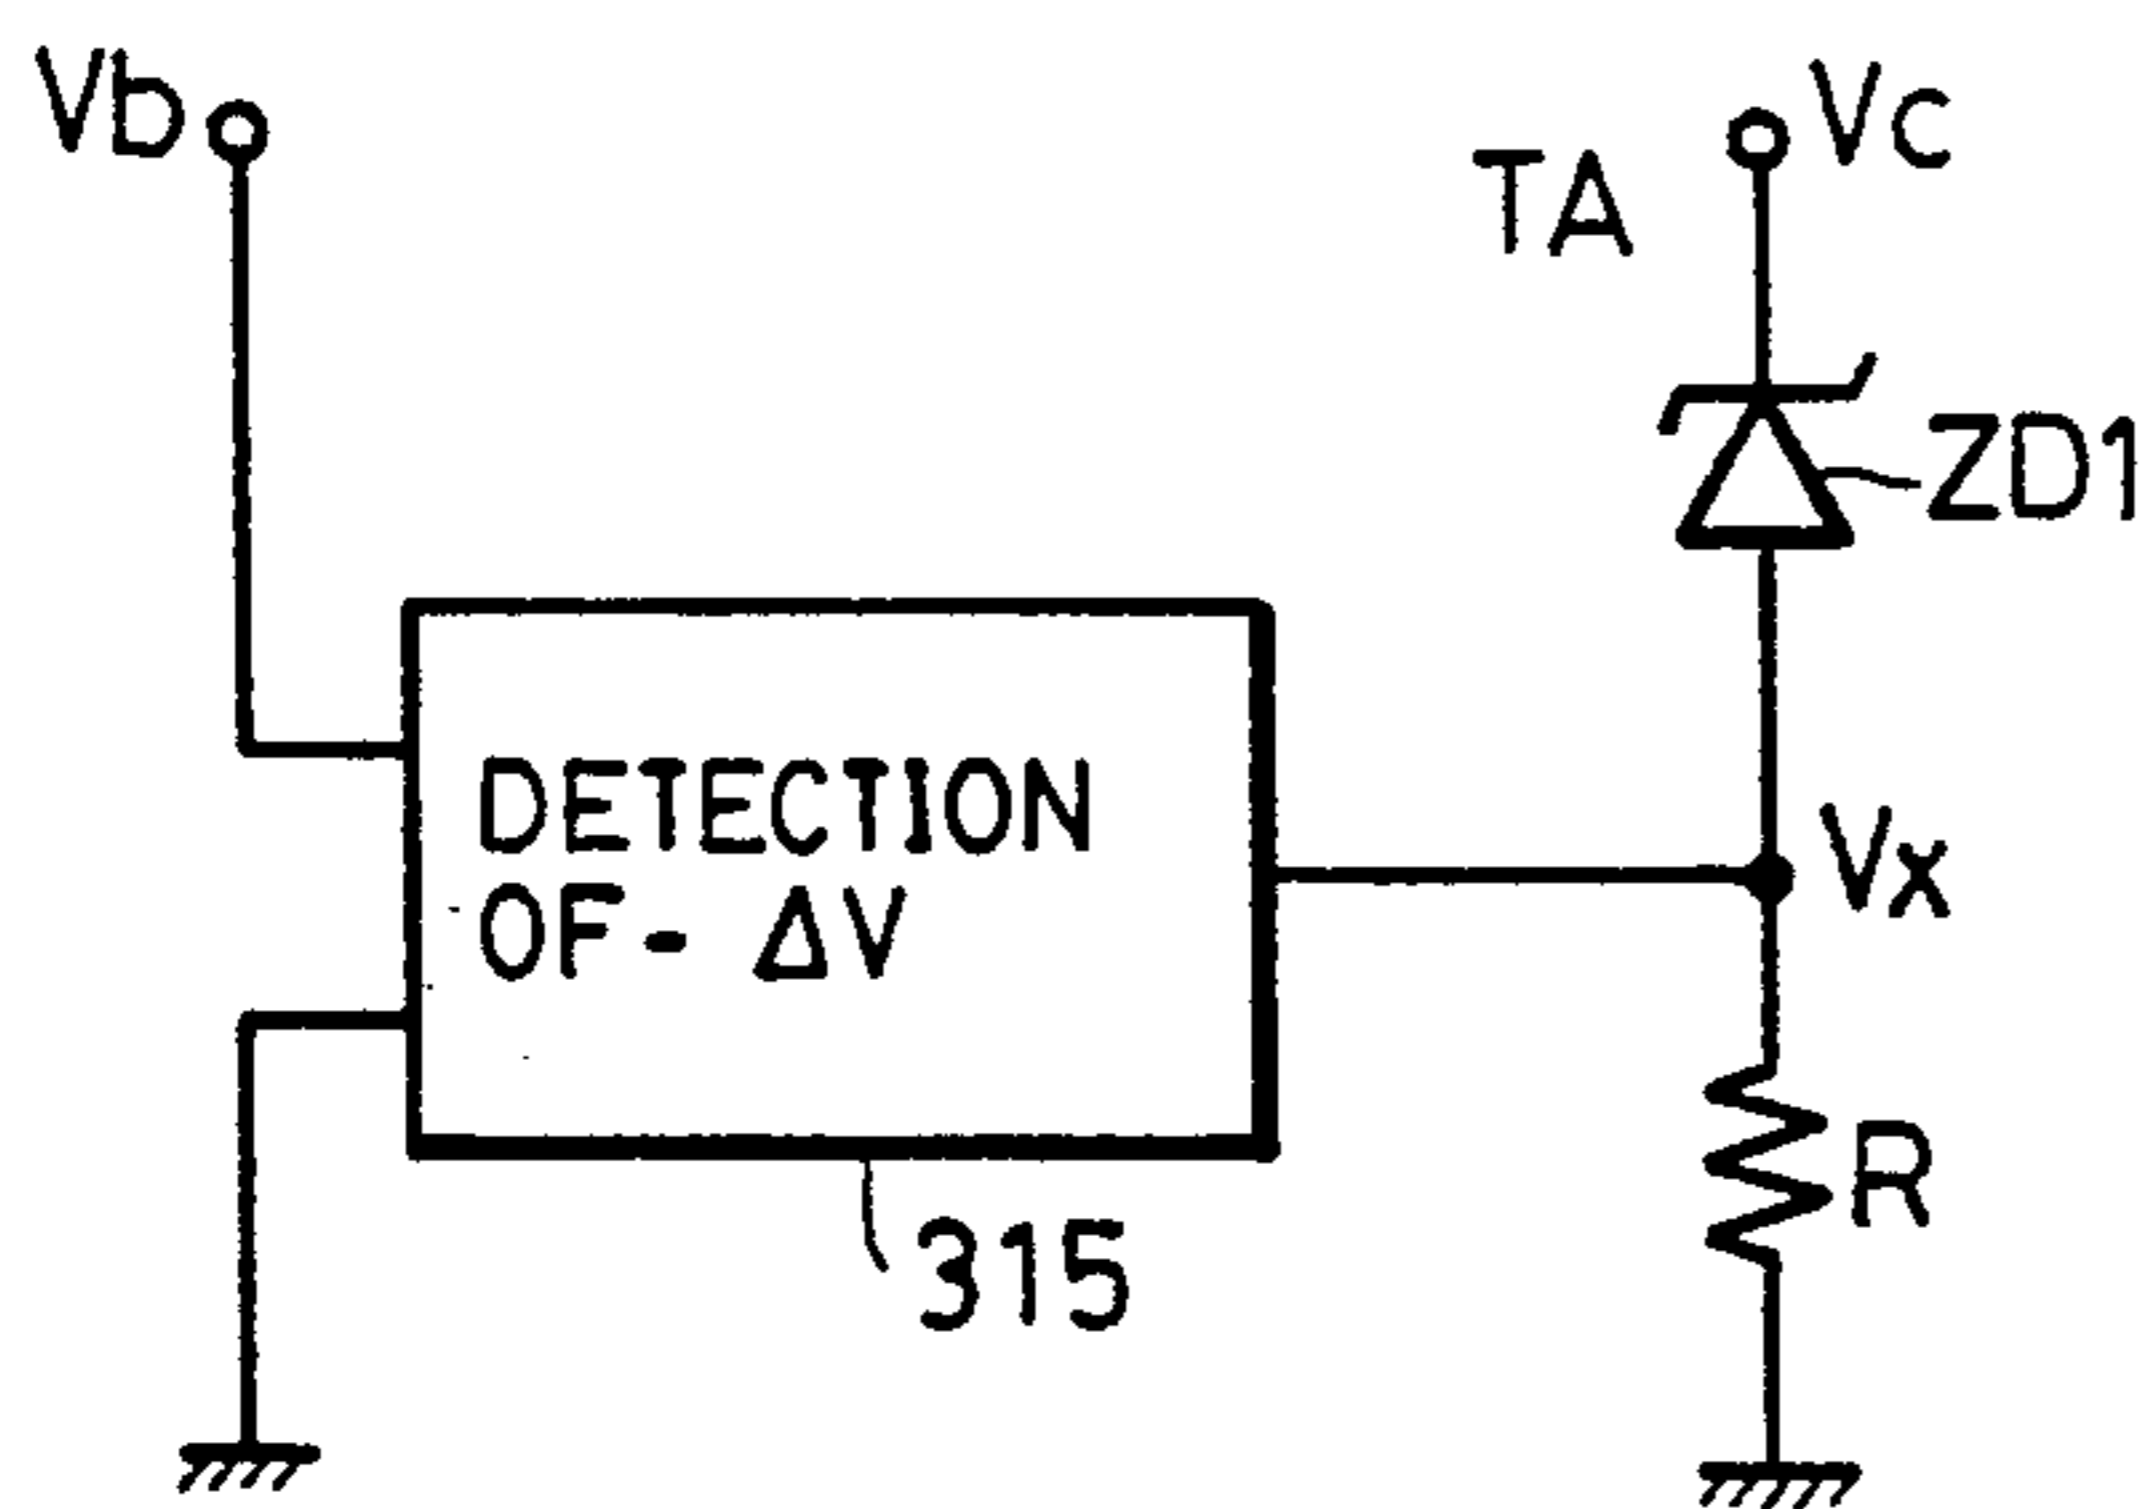 Vb
Vc
TA
ZD1
DETECTION
OF - ΔV
Vx
R
315